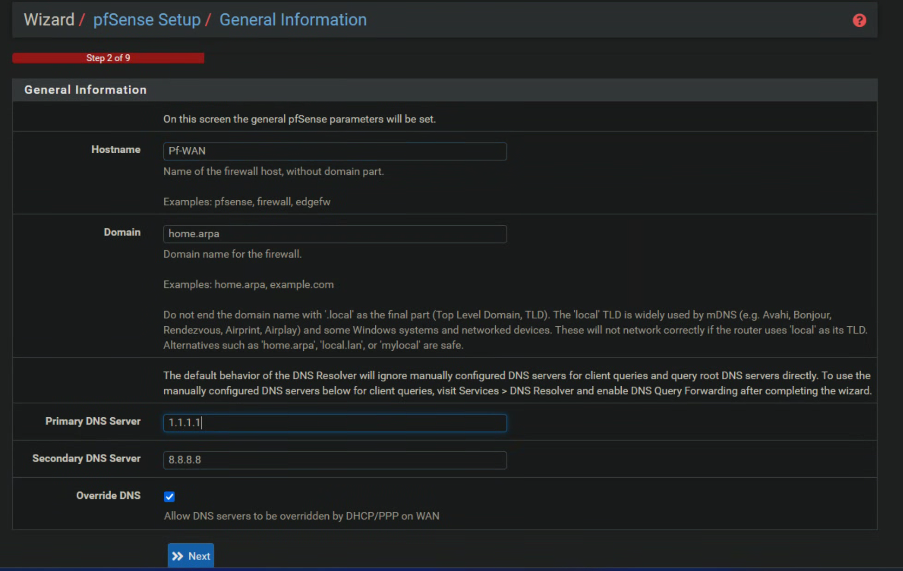 Wizard / pfSense Setup / General Information
Step 2 of 9
General Information
On this screen the general pfSense parameters will be set.
Hostname
Pf-WAN
Name of the firewall host, without domain part.
Examples: pfsense, firewall, edgefw
Domain
home.arpa
Domain name for the firewall.
Examples: home.arpa, example.com
Do not end the domain name with '.local' as the final part (Top Level Domain, TLD). The 'local' TLD is widely used by mDNS (e.g. Avahi, Bonjour,
Rendezvous, Airprint, Airplay) and some Windows systems and networked devices. These will not network correctly if the router uses 'local' as its TLD.
Alternatives such as 'home.arpa', 'local.lan', or 'mylocal' are safe.
The default behavior of the DNS Resolver will ignore manually configured DNS servers for client queries and query root DNS servers directly. To use the
manually configured DNS servers below for client queries, visit Services > DNS Resolver and enable DNS Query Forwarding after completing the wizard.
Primary DNS Server
1.1.1.1
Secondary DNS Server
8.8.8.8
Override DNS
Allow DNS servers to be overridden by DHCP/PPP on WAN
Next